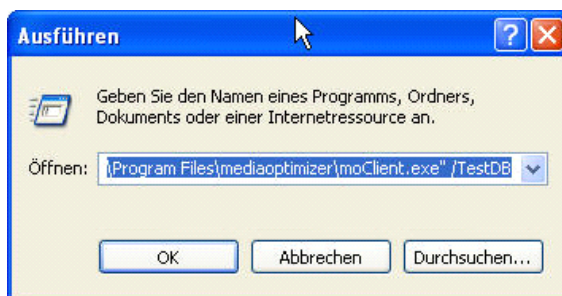 Ausführen
Geben Sie den Namen eines Programms, Ordners,
Dokuments oder einer Internetressource an.
Öffnen: \Program Files\mediaoptimizer\moClient.exe" /TestDB
OK Abbrechen Durchsuchen...